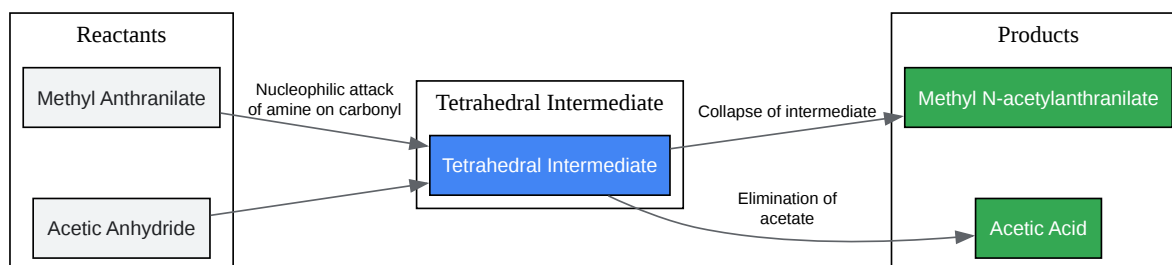 Reactants
Methyl Anthranilate
Acetic Anhydride
Nucleophilic attack
of amine on carbonyl
Tetrahedral Intermediate
Tetrahedral Intermediate
Collapse of intermediate
Elimination of
acetate
Products
Methyl N-acetylanthranilate
Acetic Acid